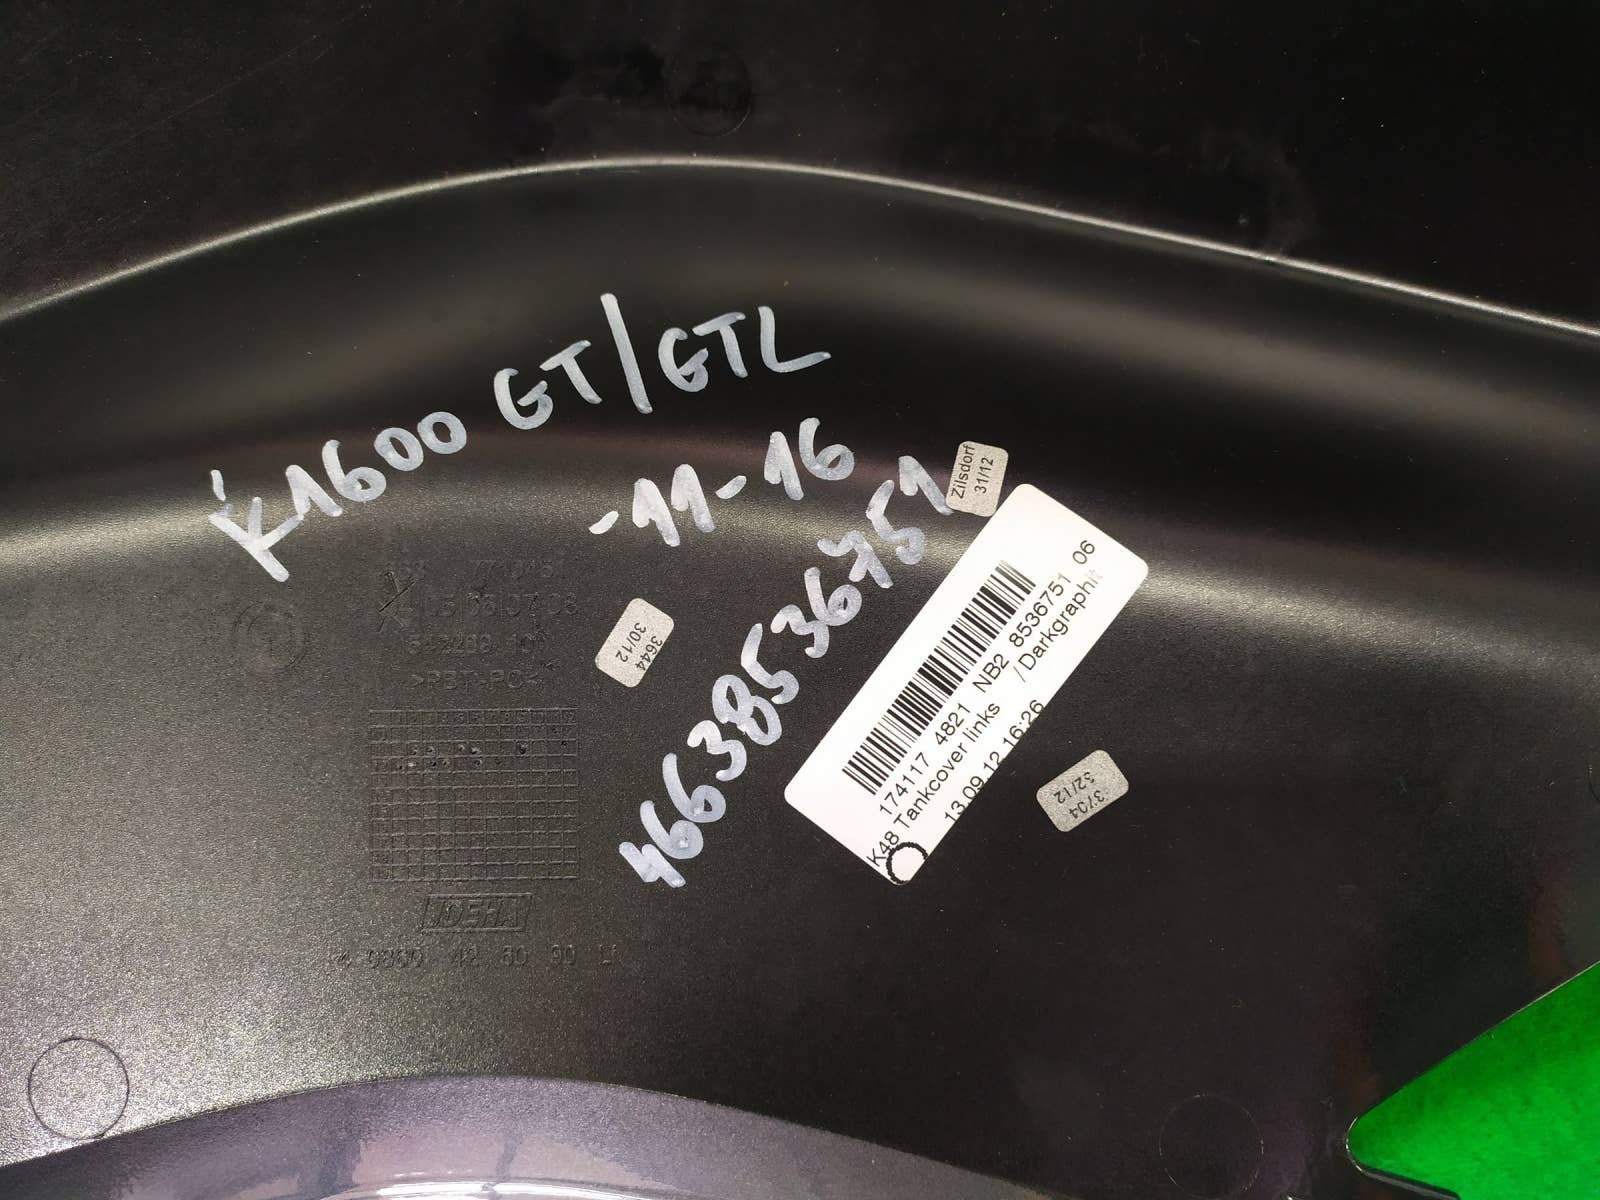 K1600 GT/GTL
-11-16
46638536751
Zilsdorf
31/12
3644
30/12
174117 4821 NB2 8536751 06
K48 Tankcover links / Darkgraphit
13.09.12 16:26
3704
32/12
>PBT-PC<